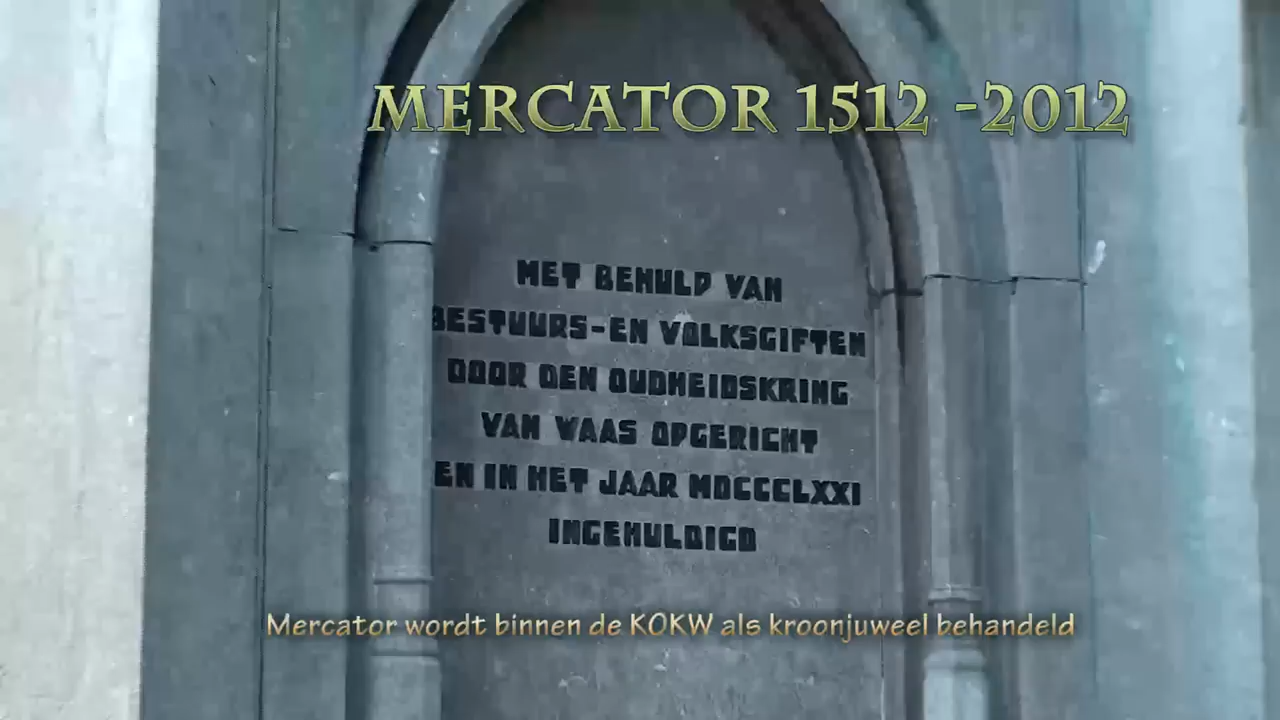 MERCATOR 1512 -2012
MET BEHULP VAN
BESTUURS-EN VOLKSGIFTEN
DOOR DEN OUDHEIDSKRING
VAN WAAS OPGERICHT
EN IN HET JAAR MDCCCLXXI
INGEHULDIGD
Mercator wordt binnen de KOKW als kroonjuweel behandeld